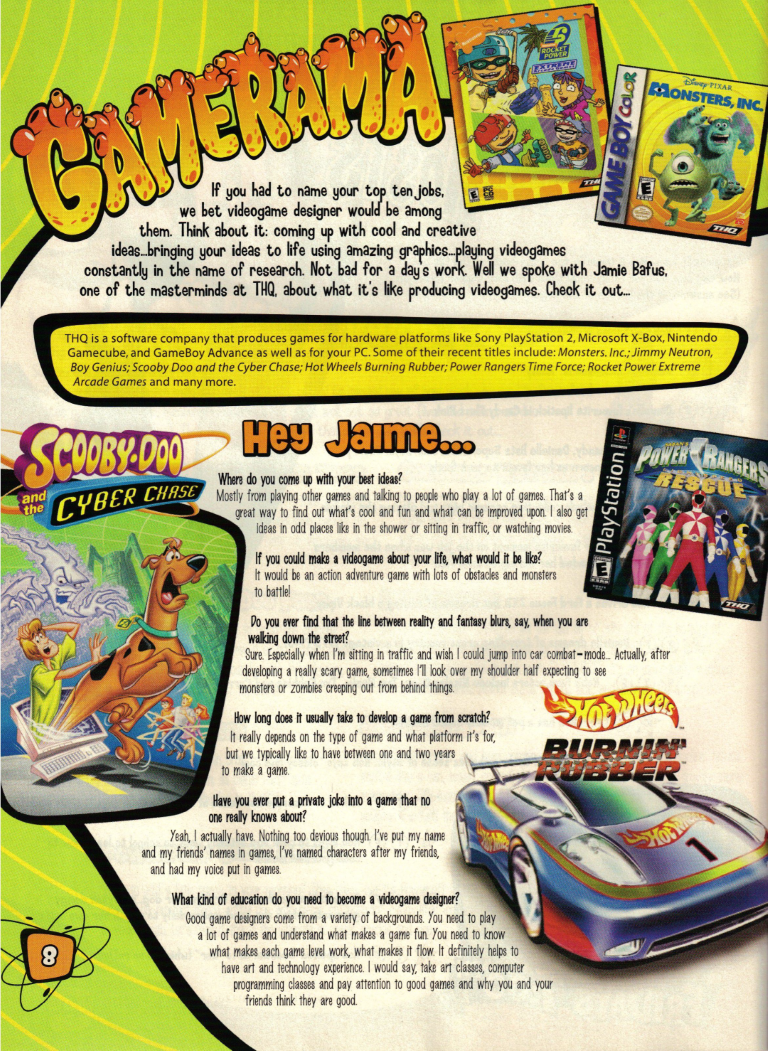 GAMERAMA
ROCKET
POWER
EXTREME
THQ
Disney·PIXAR
MONSTERS, INC.
GAME BOY COLOR
E
THQ
If you had to name your top ten jobs,
we bet videogame designer would be among
them. Think about it: coming up with cool and creative
ideas...bringing your ideas to life using amazing graphics...playing videogames
constantly in the name of research. Not bad for a day's work. Well we spoke with Jamie Bafus,
one of the masterminds at THQ, about what it's like producing videogames. Check it out...
THQ is a software company that produces games for hardware platforms like Sony PlayStation 2, Microsoft X-Box, Nintendo
Gamecube, and GameBoy Advance as well as for your PC. Some of their recent titles include: Monsters. Inc.; Jimmy Neutron,
Boy Genius; Scooby Doo and the Cyber Chase; Hot Wheels Burning Rubber; Power Rangers Time Force; Rocket Power Extreme
Arcade Games and many more.
SCOOBY-DOO
and the CYBER CHASE
Hey Jaime...
PlayStation
POWER RANGERS
RESCUE
E
THQ
Where do you come up with your best ideas?
Mostly from playing other games and talking to people who play a lot of games. That's a
great way to find out what's cool and fun and what can be improved upon. I also get
ideas in odd places like in the shower or sitting in traffic, or watching movies.
If you could make a videogame about your life, what would it be like?
It would be an action adventure game with lots of obstacles and monsters
to battle!
Do you ever find that the line between reality and fantasy blurs, say, when you are
walking down the street?
Sure. Especially when I'm sitting in traffic and wish I could jump into car combat-mode... Actually, after
developing a really scary game, sometimes I'll look over my shoulder half expecting to see
monsters or zombies creeping out from behind things.
How long does it usually take to develop a game from scratch?
It really depends on the type of game and what platform it's for,
but we typically like to have between one and two years
to make a game.
Hot Wheels
BURNIN'
RUBBER
Hot Wheels
1
Have you ever put a private joke into a game that no
one really knows about?
Yeah, I actually have. Nothing too devious though. I've put my name
and my friends' names in games, I've named characters after my friends,
and had my voice put in games.
What kind of education do you need to become a videogame designer?
Good game designers come from a variety of backgrounds. You need to play
a lot of games and understand what makes a game fun. You need to know
what makes each game level work, what makes it flow. It definitely helps to
have art and technology experience. I would say, take art classes, computer
programming classes and pay attention to good games and why you and your
friends think they are good.
8